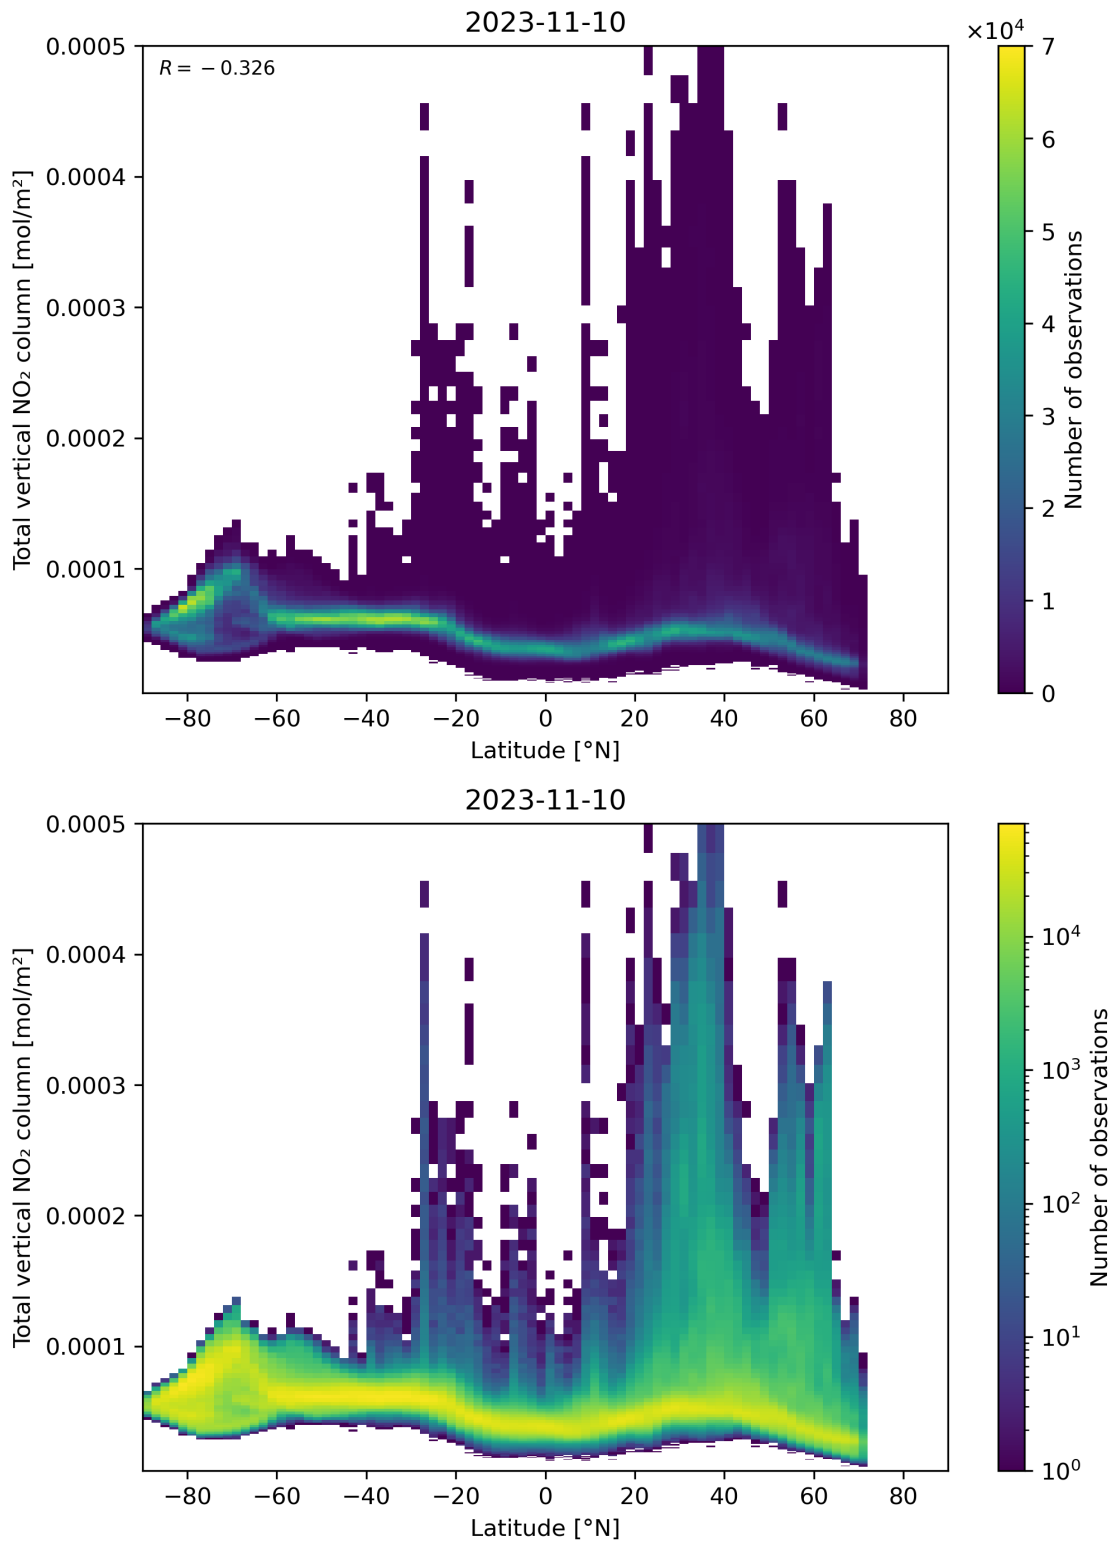 2023-11-10
×10⁴
R = −0.326
0.0005
0.0004
0.0003
0.0002
0.0001
Total vertical NO₂ column [mol/m²]
−80 −60 −40 −20 0 20 40 60 80
Latitude [°N]
7
6
5
4
3
2
1
0
Number of observations
2023-11-10
0.0005
0.0004
0.0003
0.0002
0.0001
Total vertical NO₂ column [mol/m²]
−80 −60 −40 −20 0 20 40 60 80
Latitude [°N]
10⁴
10³
10²
10¹
10⁰
Number of observations